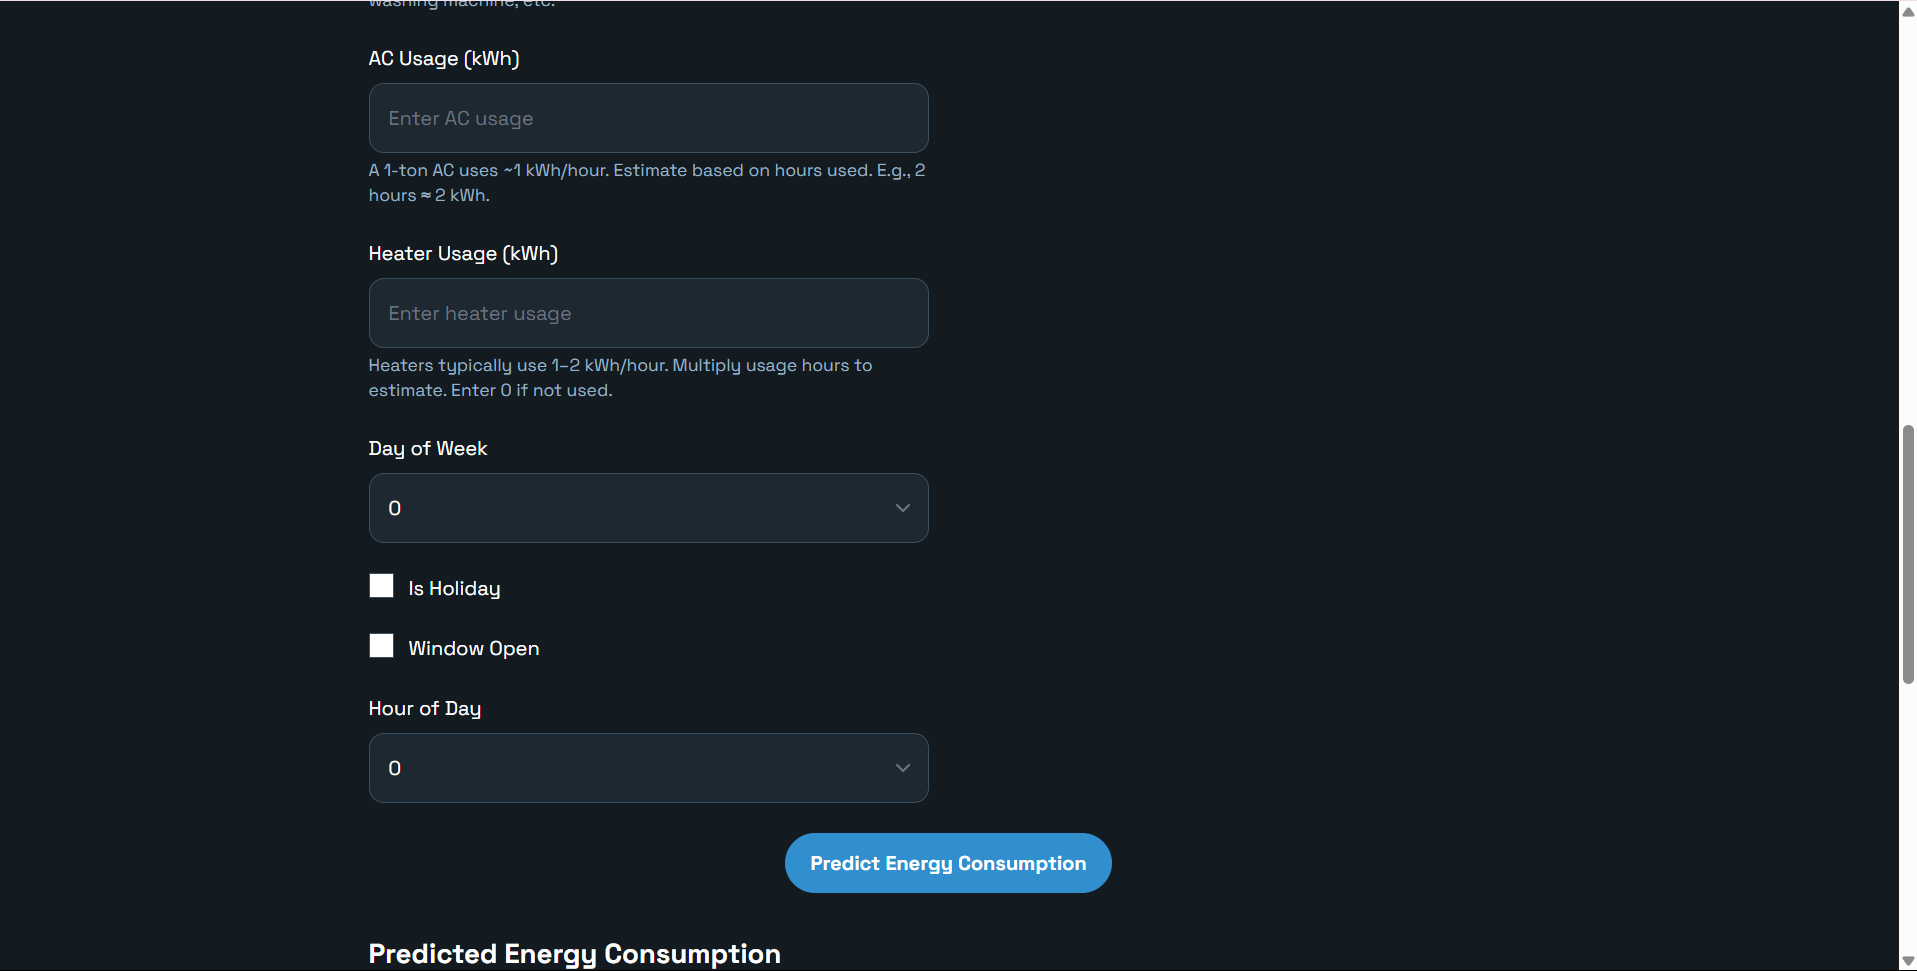 washing machine, etc.
AC Usage (kWh)
Enter AC usage
A 1-ton AC uses ~1 kWh/hour. Estimate based on hours used. E.g., 2
hours ≈ 2 kWh.
Heater Usage (kWh)
Enter heater usage
Heaters typically use 1–2 kWh/hour. Multiply usage hours to
estimate. Enter 0 if not used.
Day of Week
0
Is Holiday
Window Open
Hour of Day
0
Predict Energy Consumption
Predicted Energy Consumption